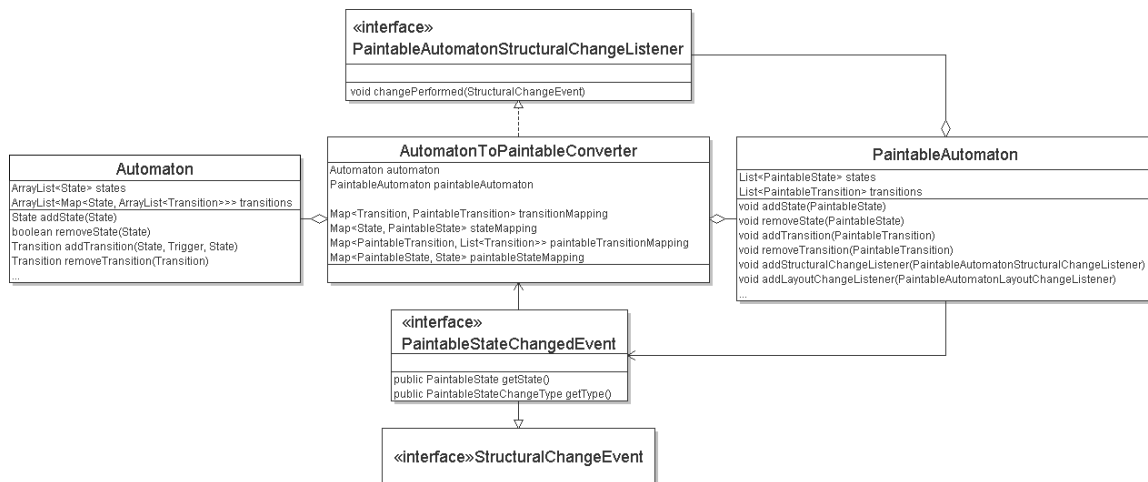 «interface»
PaintableAutomatonStructuralChangeListener
void changePerformed(StructuralChangeEvent)
Automaton
ArrayList<State> states
ArrayList<Map<State, ArrayList<Transition>>> transitions
State addState(State)
boolean removeState(State)
Transition addTransition(State, Trigger, State)
Transition removeTransition(Transition)
...
AutomatonToPaintableConverter
Automaton automaton
PaintableAutomaton paintableAutomaton
Map<Transition, PaintableTransition> transitionMapping
Map<State, PaintableState> stateMapping
Map<PaintableTransition, List<Transition>> paintableTransitionMapping
Map<PaintableState, State> paintableStateMapping
PaintableAutomaton
List<PaintableState> states
List<PaintableTransition> transitions
void addState(PaintableState)
void removeState(PaintableState)
void addTransition(PaintableTransition)
void removeTransition(PaintableTransition)
void addStructuralChangeListener(PaintableAutomatonStructuralChangeListener)
void addLayoutChangeListener(PaintableAutomatonLayoutChangeListener)
...
«interface»
PaintableStateChangedEvent
public PaintableState getState()
public PaintableStateChangeType getType()
«interface»StructuralChangeEvent